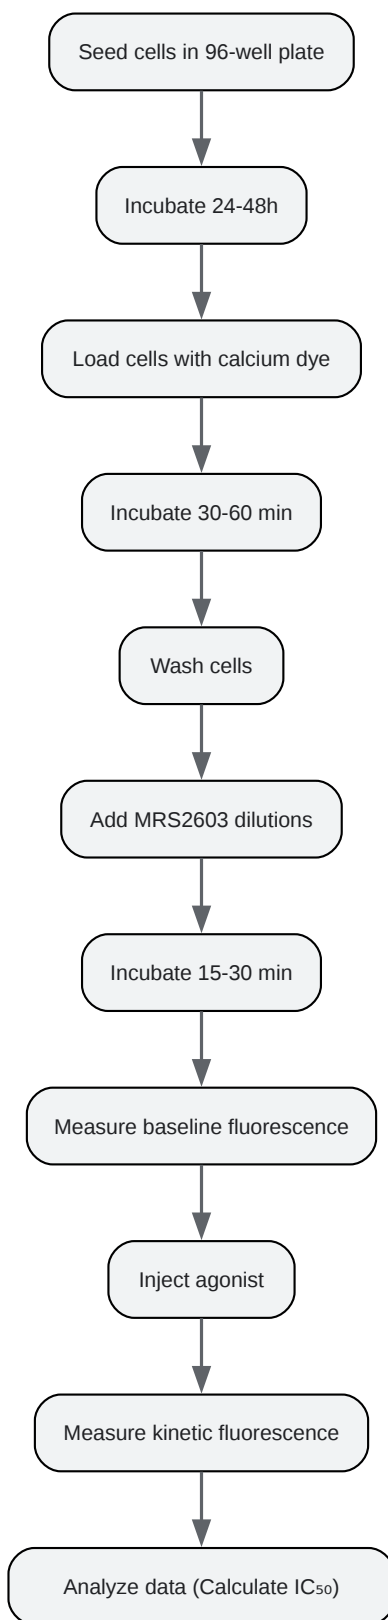 Seed cells in 96-well plate
Incubate 24-48h
Load cells with calcium dye
Incubate 30-60 min
Wash cells
Add MRS2603 dilutions
Incubate 15-30 min
Measure baseline fluorescence
Inject agonist
Measure kinetic fluorescence
Analyze data (Calculate IC₅₀)